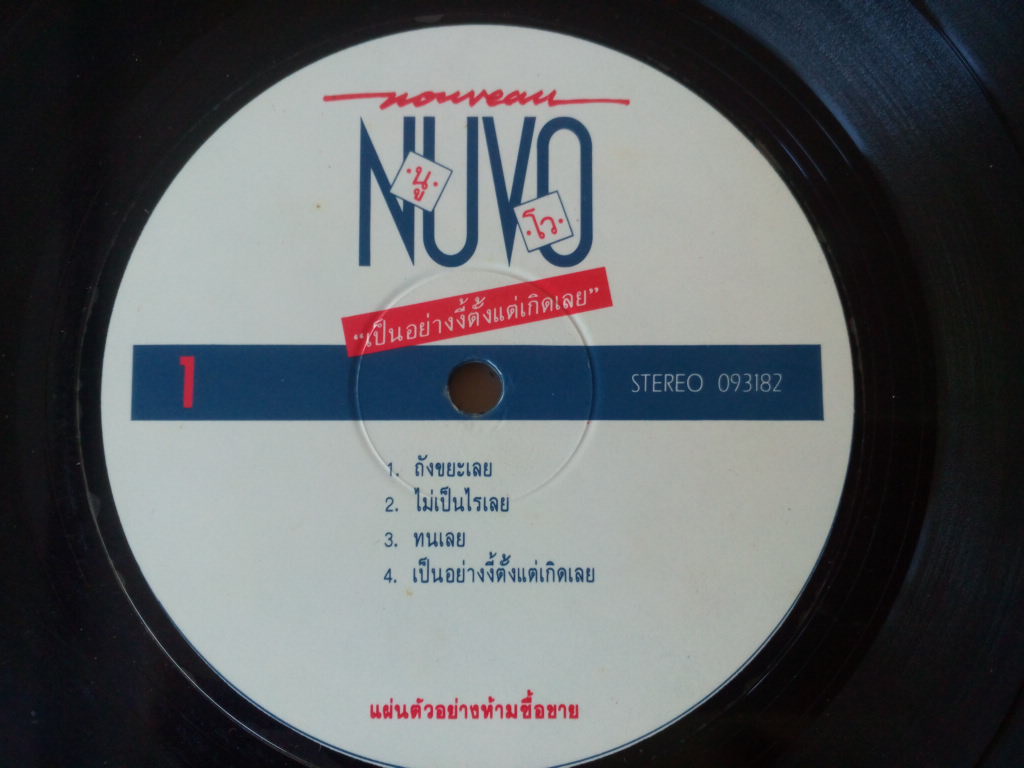 nouveau
NUVO
นู
โว
“เป็นอย่างงี้ตั้งแต่เกิดเลย”
1
STEREO 093182
1. ถังขยะเลย
2. ไม่เป็นไรเลย
3. ทนเลย
4. เป็นอย่างงี้ตั้งแต่เกิดเลย
แผ่นตัวอย่างห้ามซื้อขาย